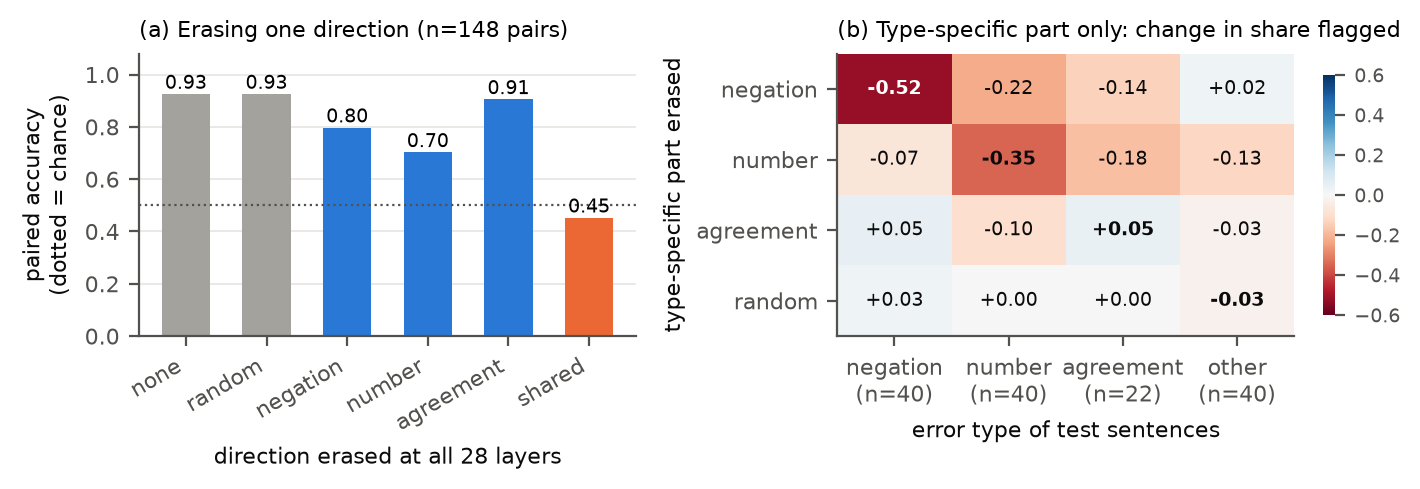 (a) Erasing one direction (n=148 pairs)
paired accuracy
(dotted = chance)
1.0
0.8
0.6
0.4
0.2
0.0
0.93
0.93
0.80
0.70
0.91
0.45
none
random
negation
number
agreement
shared
direction erased at all 28 layers
(b) Type-specific part only: change in share flagged
type-specific part erased
negation
-0.52
-0.22
-0.14
+0.02
number
-0.07
-0.35
-0.18
-0.13
agreement
+0.05
-0.10
+0.05
-0.03
random
+0.03
+0.00
+0.00
-0.03
negation
(n=40)
number
(n=40)
agreement
(n=22)
other
(n=40)
error type of test sentences
0.6
0.4
0.2
0.0
−0.2
−0.4
−0.6